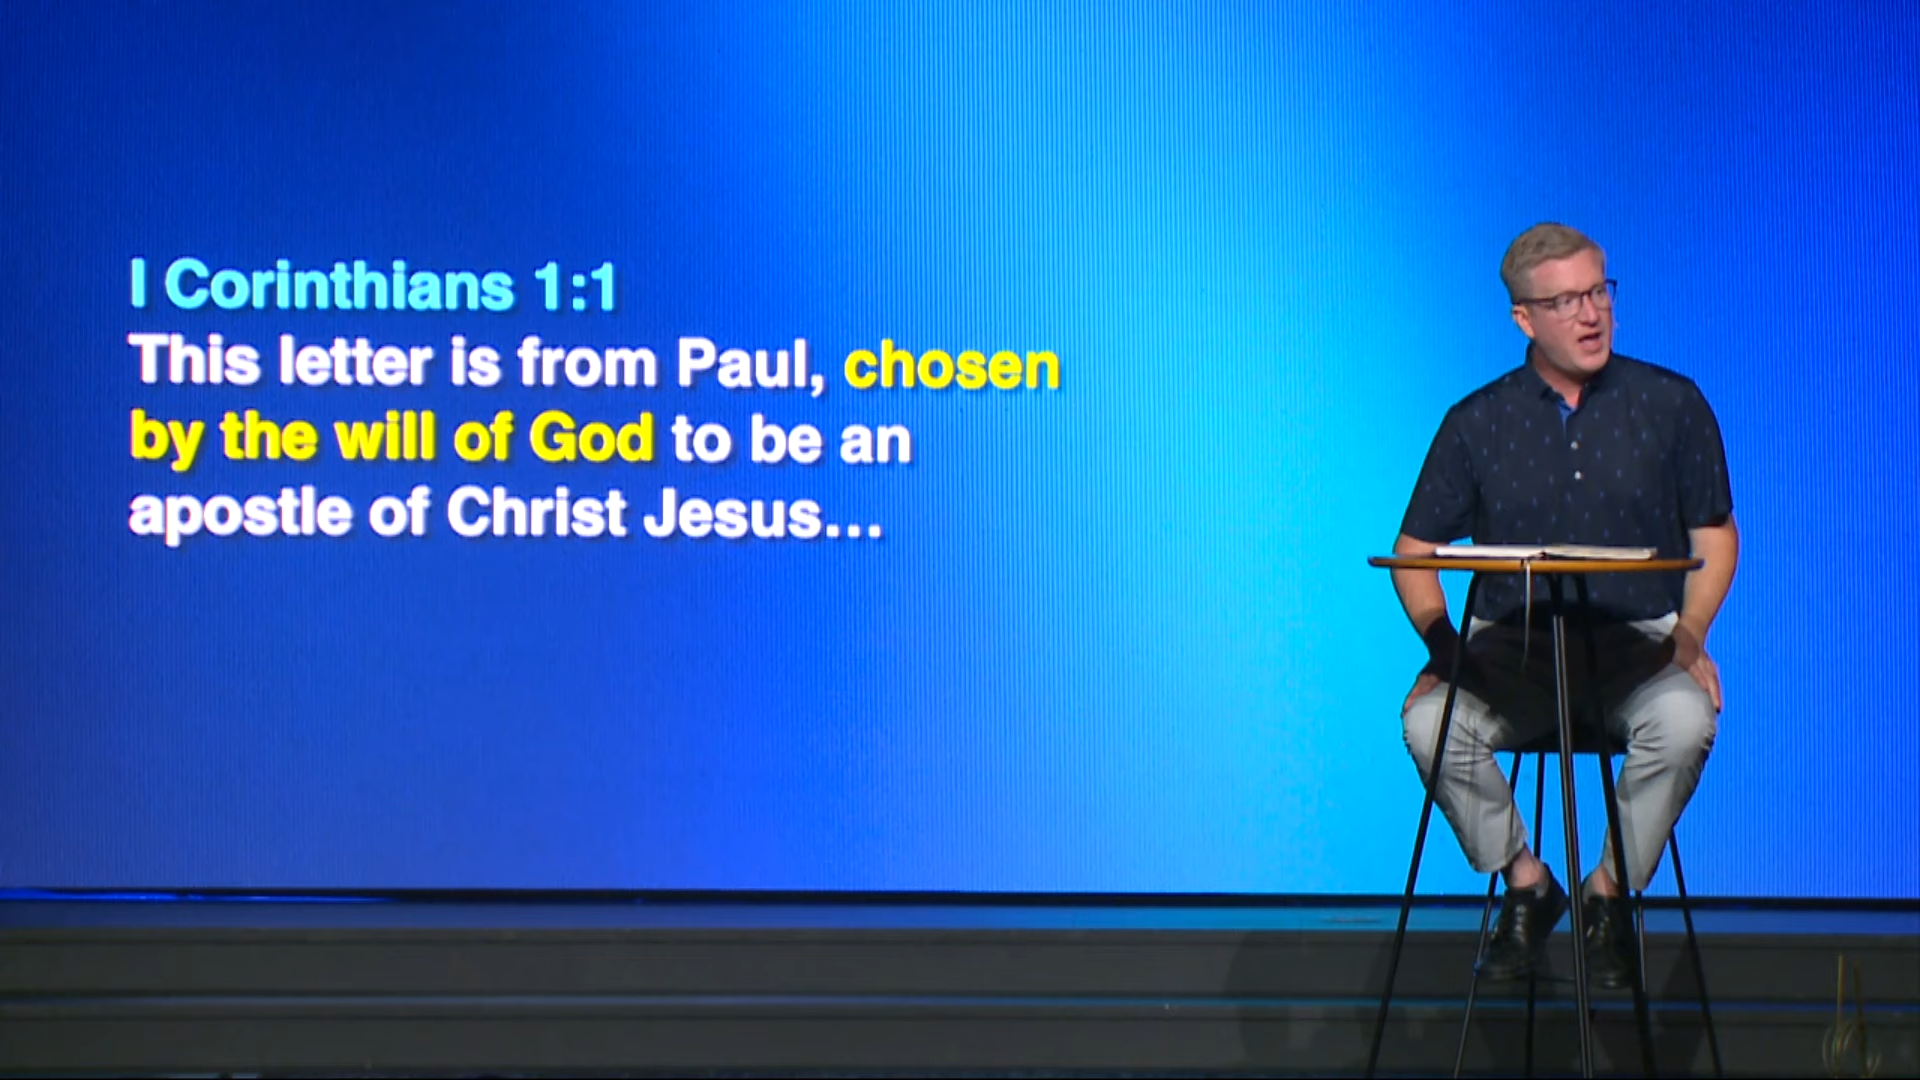 I Corinthians 1:1
This letter is from Paul, chosen
by the will of God to be an
apostle of Christ Jesus...